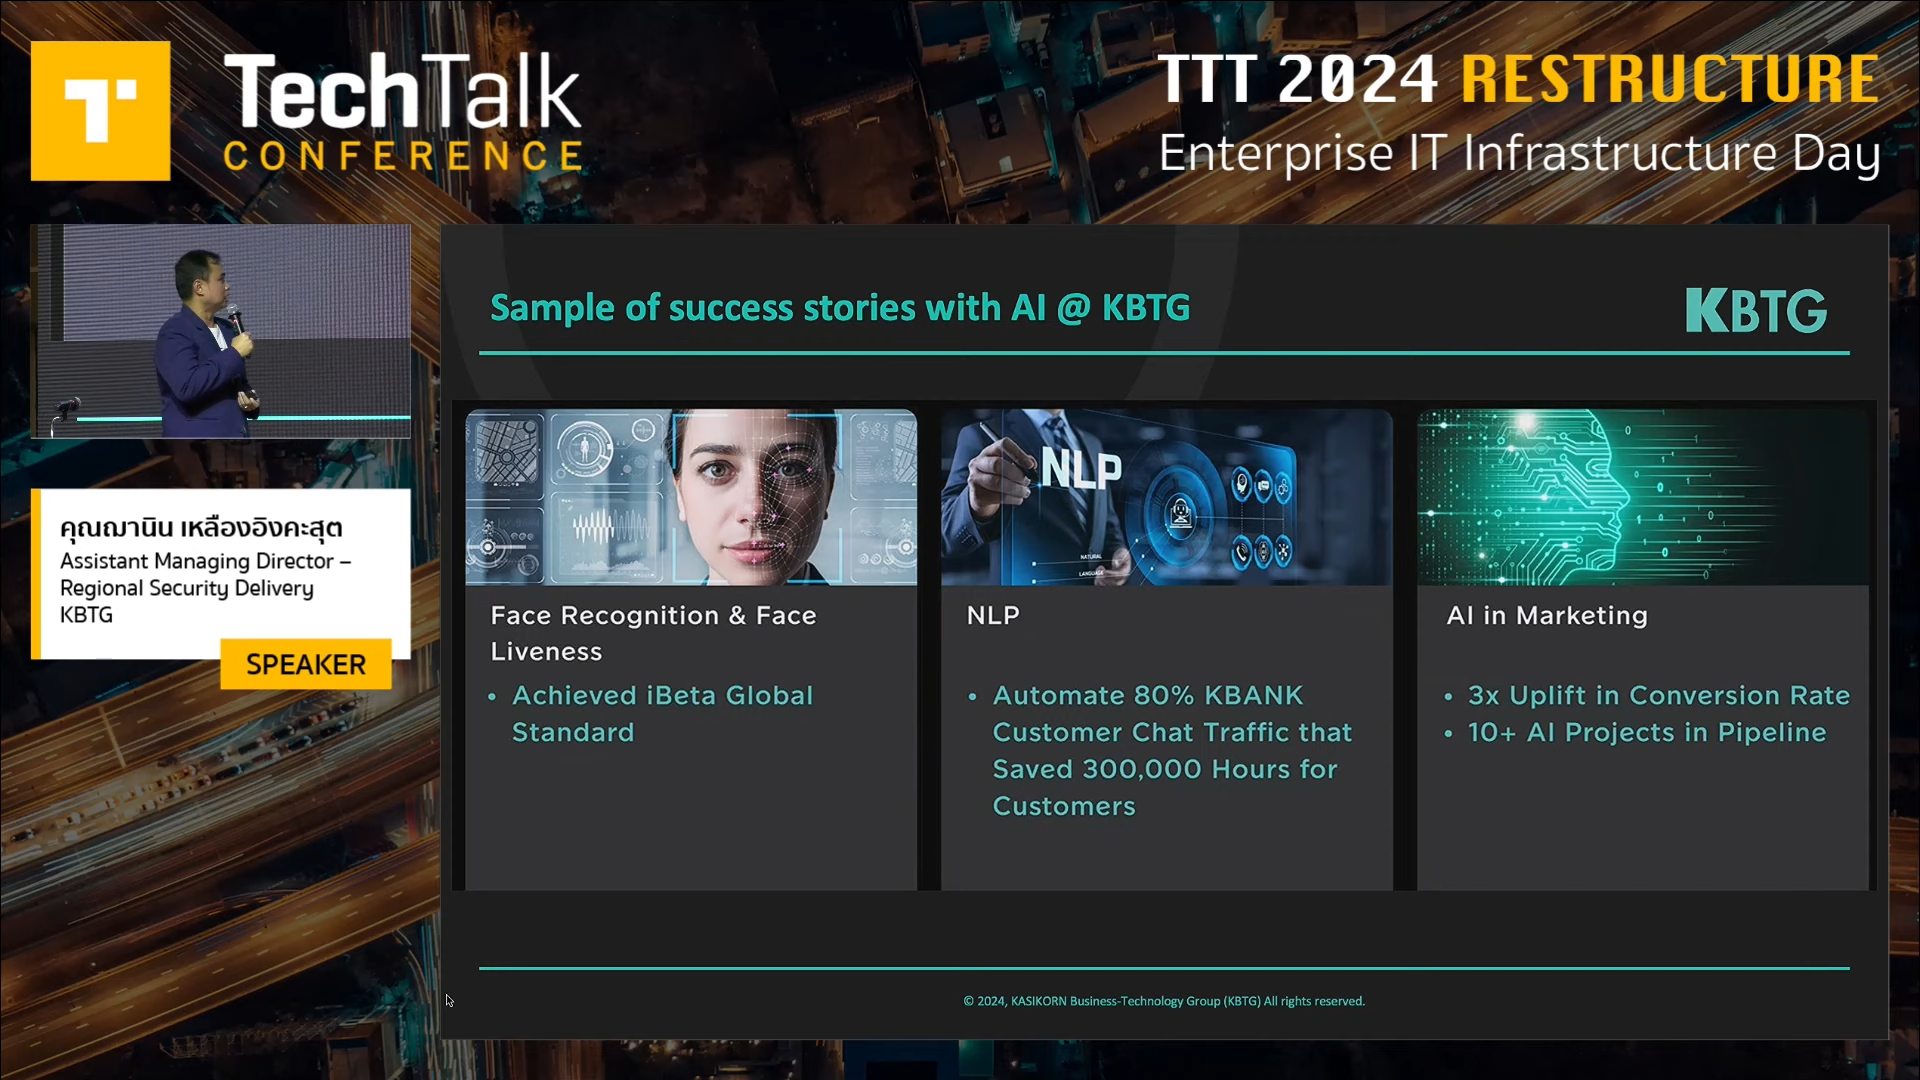 TechTalk
CONFERENCE
TTT 2024 RESTRUCTURE
Enterprise IT Infrastructure Day
คุณฌานิน เหลืองอิงคะสุต
Assistant Managing Director –
Regional Security Delivery
KBTG
SPEAKER
Sample of success stories with AI @ KBTG
KBTG
Face Recognition & Face
Liveness
• Achieved iBeta Global
Standard
NLP
NATURAL
LANGUAGE
NLP
• Automate 80% KBANK
Customer Chat Traffic that
Saved 300,000 Hours for
Customers
AI in Marketing
• 3x Uplift in Conversion Rate
• 10+ AI Projects in Pipeline
© 2024, KASIKORN Business-Technology Group (KBTG) All rights reserved.